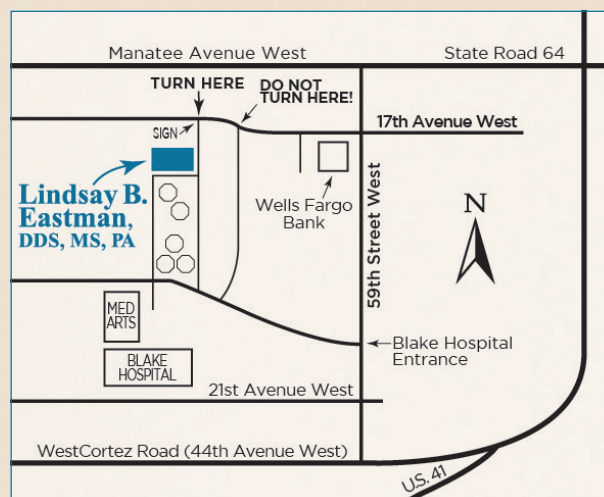 Manatee Avenue West
State Road 64
TURN HERE
DO NOT
TURN HERE!
SIGN
17th Avenue West
Lindsay B.
Eastman,
DDS, MS, PA
Wells Fargo
Bank
59th Street West
N
MED
ARTS
BLAKE
HOSPITAL
Blake Hospital
Entrance
21st Avenue West
WestCortez Road (44th Avenue West)
U.S. 41